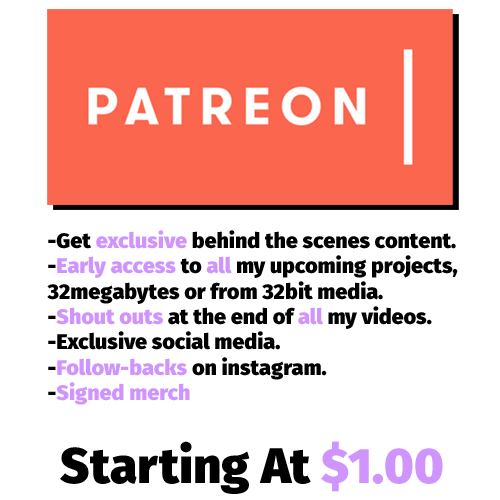 PATREON
-Get exclusive behind the scenes content.
-Early access to all my upcoming projects,
32megabytes or from 32bit media.
-Shout outs at the end of all my videos.
-Exclusive social media.
-Follow-backs on instagram.
-Signed merch
Starting At $1.00